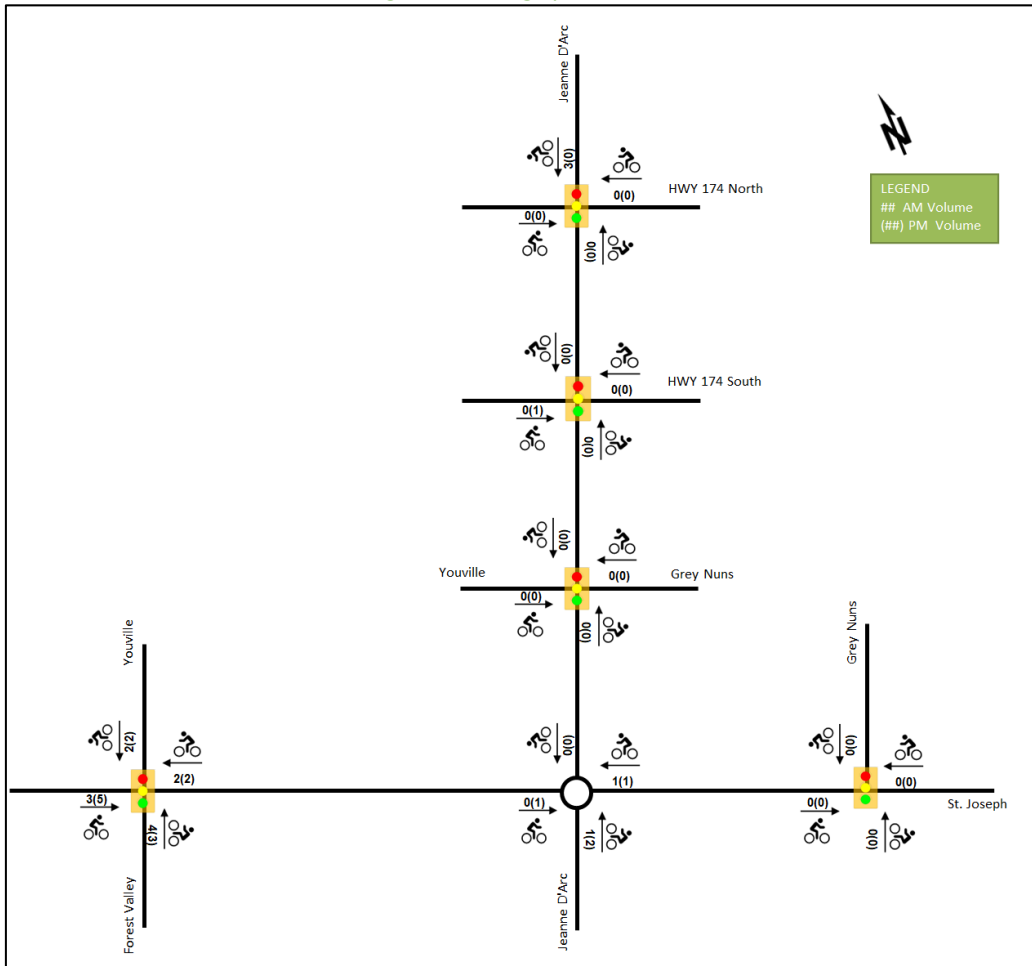 Jeanne D'Arc
3(0)
0(0)
HWY 174 North
0(0)
0(0)
LEGEND
## AM Volume
(##) PM Volume
0(0)
0(0)
HWY 174 South
0(1)
0(0)
0(0)
Youville
0(0)
Grey Nuns
0(0)
0(0)
Youville
Grey Nuns
2(2)
2(2)
3(5)
4(3)
Forest Valley
0(0)
1(1)
0(1)
1(2)
Jeanne D'Arc
0(0)
0(0)
0(0)
0(0)
St. Joseph